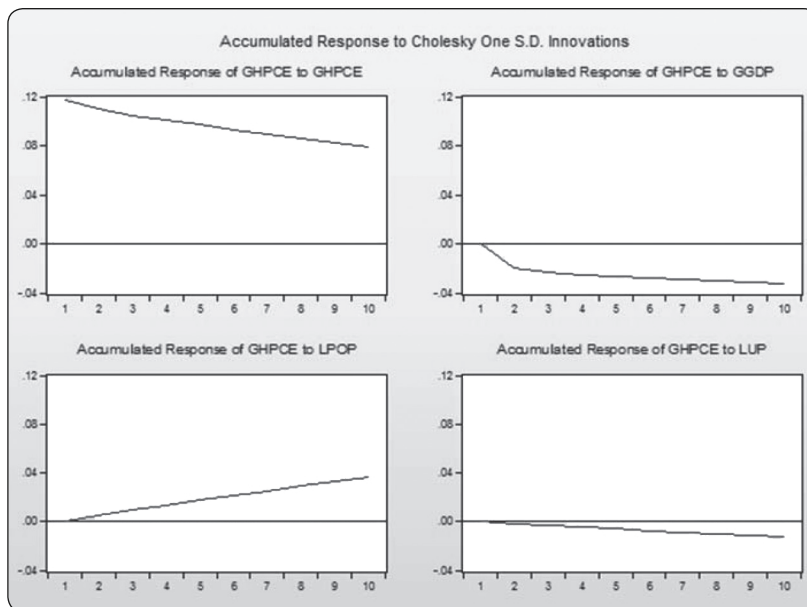 Accumulated Response to Cholesky One S.D. Innovations
Accumulated Response of GHPCE to GHPCE
.12
.08
.04
.00
-.04
1 2 3 4 5 6 7 8 9 10
Accumulated Response of GHPCE to GGDP
.12
.08
.04
.00
-.04
1 2 3 4 5 6 7 8 9 10
Accumulated Response of GHPCE to LPOP
.12
.08
.04
.00
-.04
1 2 3 4 5 6 7 8 9 10
Accumulated Response of GHPCE to LUP
.12
.08
.04
.00
-.04
1 2 3 4 5 6 7 8 9 10